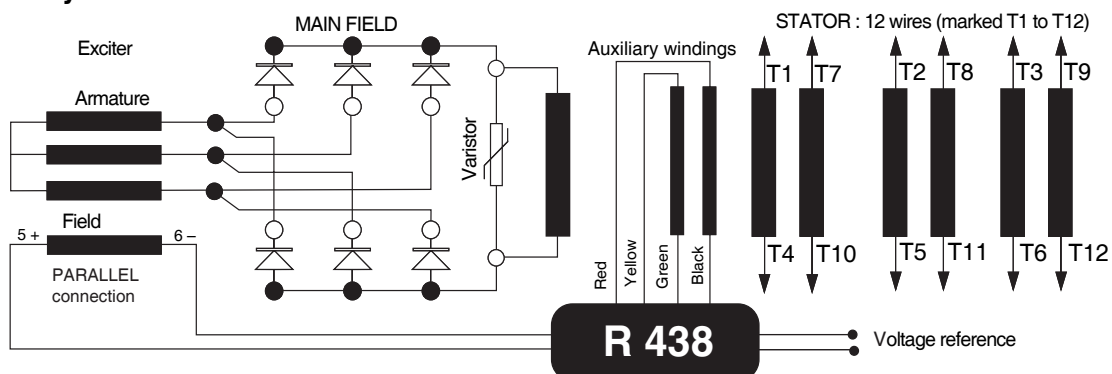 MAIN FIELD
STATOR : 12 wires (marked T1 to T12)
Exciter
Auxiliary windings
T1 T7 T2 T8 T3 T9
Armature
Varistor
Field
5 + 6 –
T4 T10 T5 T11 T6 T12
PARALLEL
connection
Red
Yellow
Green
Black
R 438
Voltage reference